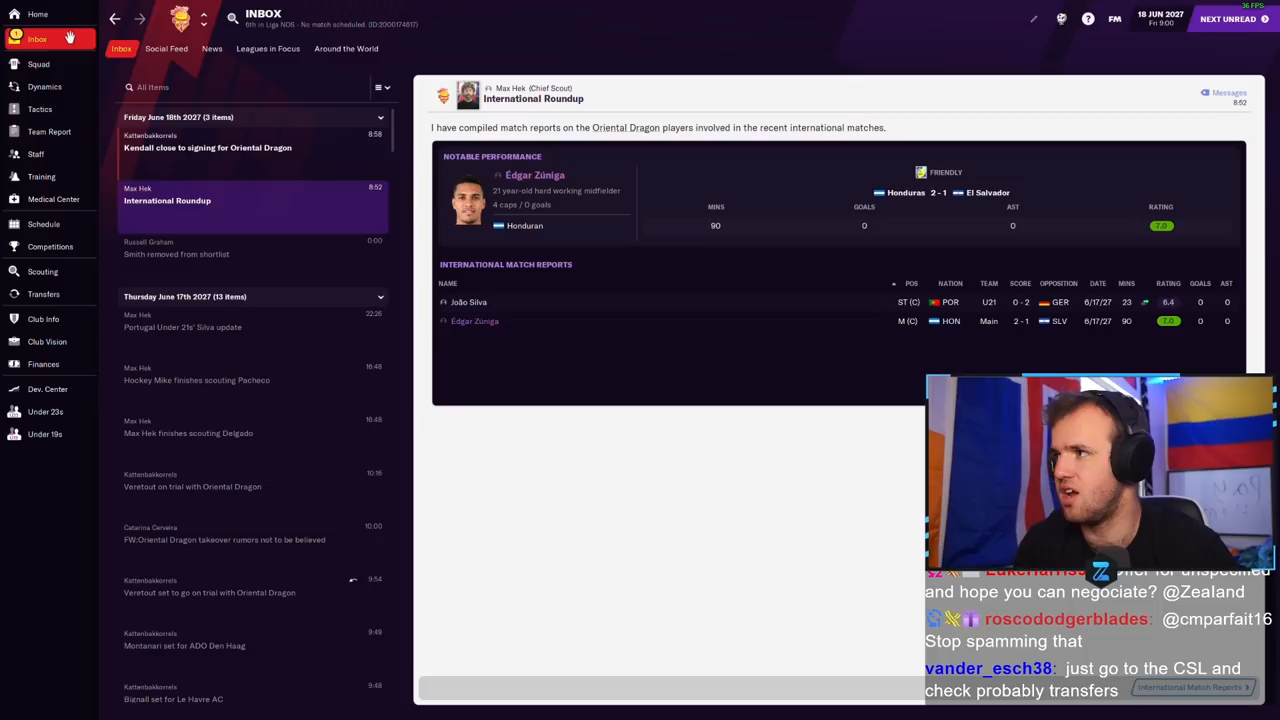 36 FPS
Home
Inbox
Squad
Dynamics
Tactics
Team Report
Staff
Training
Medical Center
Schedule
Competitions
Scouting
Transfers
Club Info
Club Vision
Finances
Dev. Center
Under 23s
Under 19s
INBOX
6th in Liga NOS - No match scheduled. (ID:2000174617)
FM
18 JUN 2027
Fri 9:00
NEXT UNREAD
Inbox
Social Feed
News
Leagues in Focus
Around the World
All Items
Friday June 18th 2027 (3 items)
Kattenbakkorrels 8:58
Kendall close to signing for Oriental Dragon
Max Hek 8:52
International Roundup
Russell Graham 0:00
Smith removed from shortlist
Thursday June 17th 2027 (13 items)
Max Hek 22:26
Portugal Under 21s' Silva update
Max Hek 16:48
Hockey Mike finishes scouting Pacheco
Max Hek 16:48
Max Hek finishes scouting Delgado
Kattenbakkorrels 10:16
Veretout on trial with Oriental Dragon
Catarina Cerveira 10:00
FW:Oriental Dragon takeover rumors not to be believed
Kattenbakkorrels 9:54
Veretout set to go on trial with Oriental Dragon
Kattenbakkorrels 9:49
Montanari set for ADO Den Haag
Kattenbakkorrels 9:48
Bignall set for Le Havre AC
Max Hek (Chief Scout)
International Roundup
Messages
8:52
I have compiled match reports on the Oriental Dragon players involved in the recent international matches.
NOTABLE PERFORMANCE
Édgar Zúniga
21 year-old hard working midfielder
4 caps / 0 goals
Honduran
FRIENDLY
Honduras 2 - 1 El Salvador
MINS GOALS AST RATING
90 0 0 7.0
INTERNATIONAL MATCH REPORTS
NAME POS NATION TEAM SCORE OPPOSITION DATE MINS RATING GOALS AST
João Silva ST (C) POR U21 0 - 2 GER 6/17/27 23 6.4 0 0
Édgar Zúniga M (C) HON Main 2 - 1 SLV 6/17/27 90 7.0 0 0
and hope you can negotiate? @Zealand
roscododgerblades: @cmparfait16
Stop spamming that
vander_esch38: just go to the CSL and
check probably transfers
International Match Reports